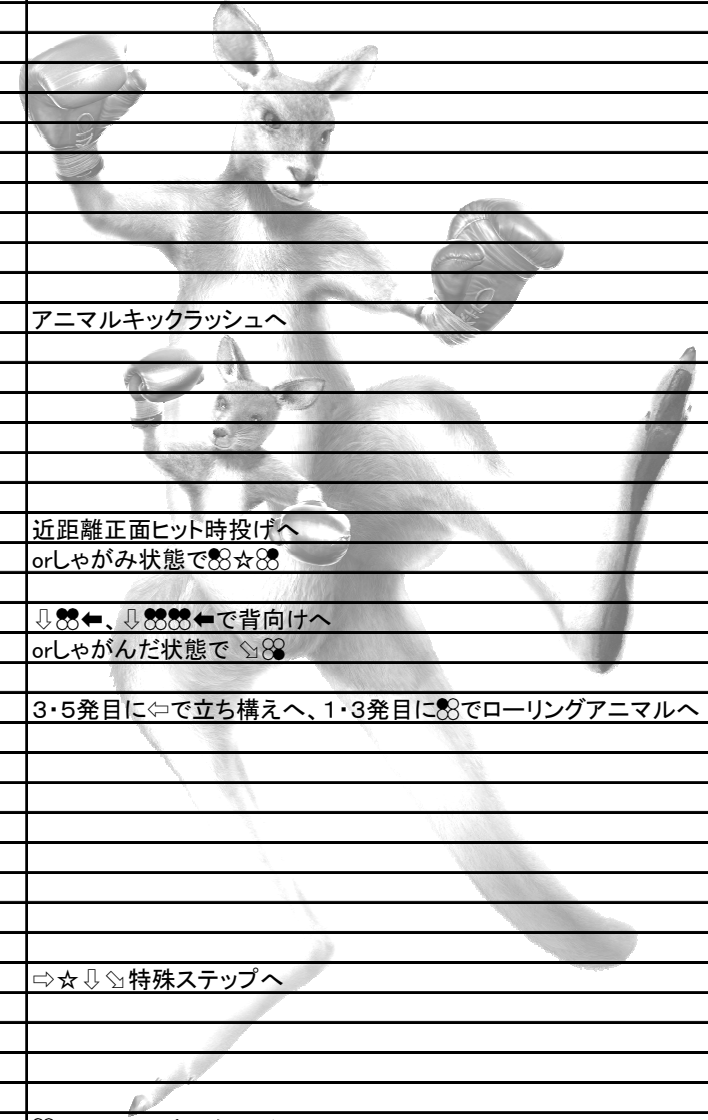 アニマルキックラッシュへ
近距離正面ヒット時投げへ
orしゃがみ状態で☆
⇩⬅、⇩⬅で背向けへ
orしゃがんだ状態で ⬂
3・5発目に⇦で立ち構えへ、1・3発目にでローリングアニマルへ
⇨☆⇩⬂特殊ステップへ